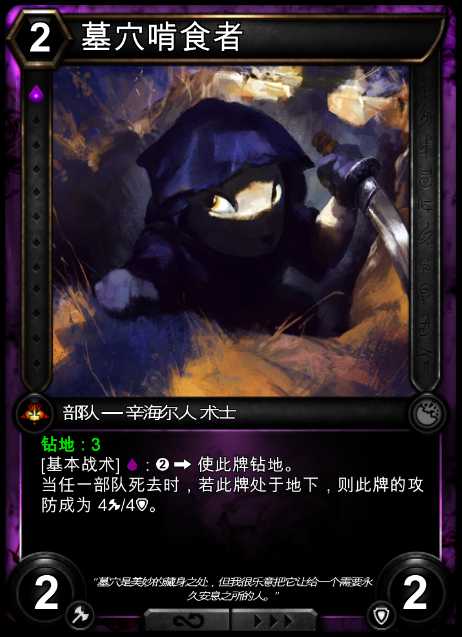 2 墓穴啃食者
部队 — 辛海尔人 术士
钻地：3
[基本战术] ：❷➡ 使此牌钻地。
当任一部队死去时，若此牌处于地下，则此牌的攻
防成为 4/4。
"墓穴是美妙的藏身之处，但我很乐意把它让给一个需要永
久安息之所的人。"
2 2